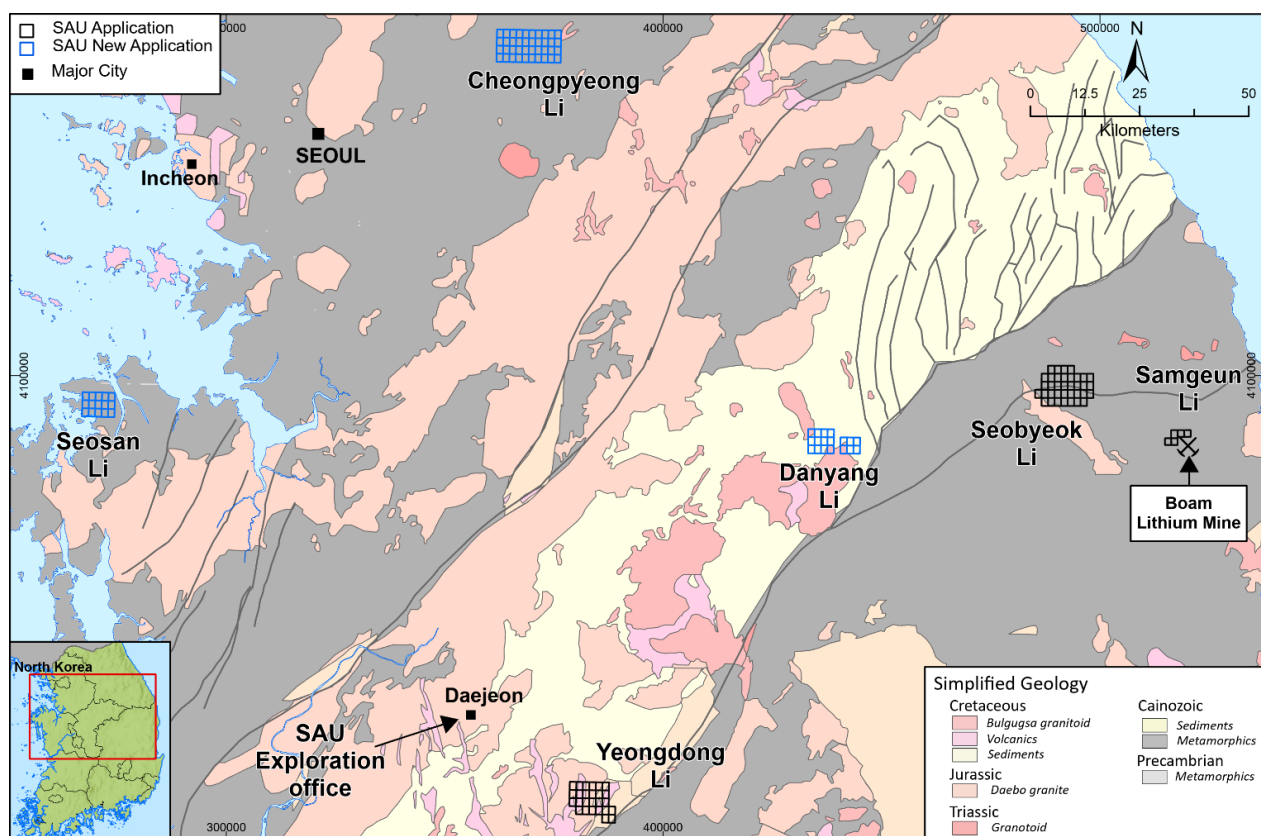 SAU Application
SAU New Application
Major City
400000
500000
N
0 12.5 25 50
Kilometers
Cheongpyeong
Li
SEOUL
Incheon
4100000
4100000
Seosan
Li
Samgeun
Li
Seobyeok
Li
Danyang
Li
Boam
Lithium Mine
North Korea
Daejeon
SAU
Exploration
office
Yeongdong
Li
300000
400000
Simplified Geology
Cretaceous
Bulgugsa granitoid
Volcanics
Sediments
Jurassic
Daebo granite
Triassic
Granotoid
Cainozoic
Sediments
Metamorphics
Precambrian
Metamorphics